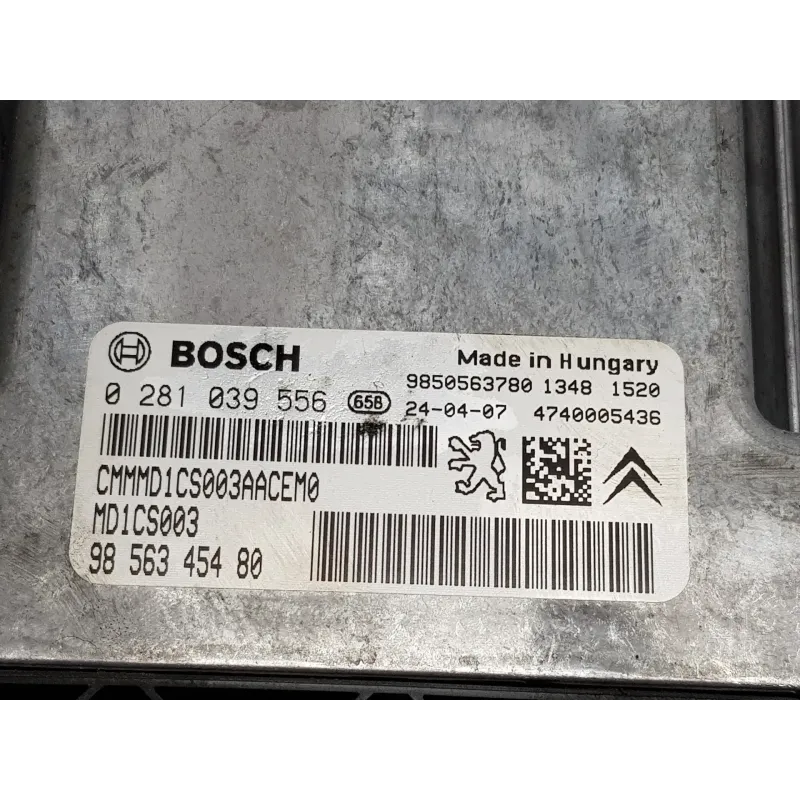 BOSCH
Made in Hungary
9850563780 1348 1520
0 281 039 556 65B 24-04-07 4740005436
CMMMD1CS003AACEM0
MD1CS003
98 563 454 80